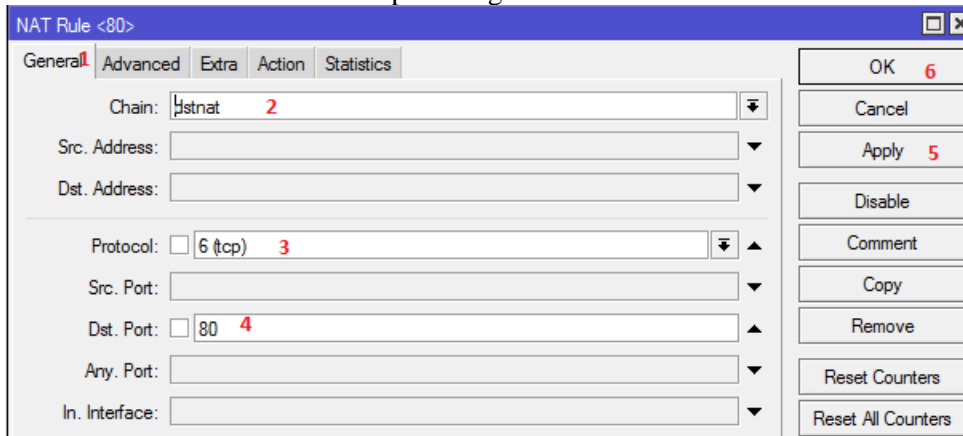 NAT Rule <80>
General 1 Advanced Extra Action Statistics
Chain: dstnat 2
Src. Address:
Dst. Address:
Protocol: 6 (tcp) 3
Src. Port:
Dst. Port: 80 4
Any. Port:
In. Interface:
OK 6
Cancel
Apply 5
Disable
Comment
Copy
Remove
Reset Counters
Reset All Counters